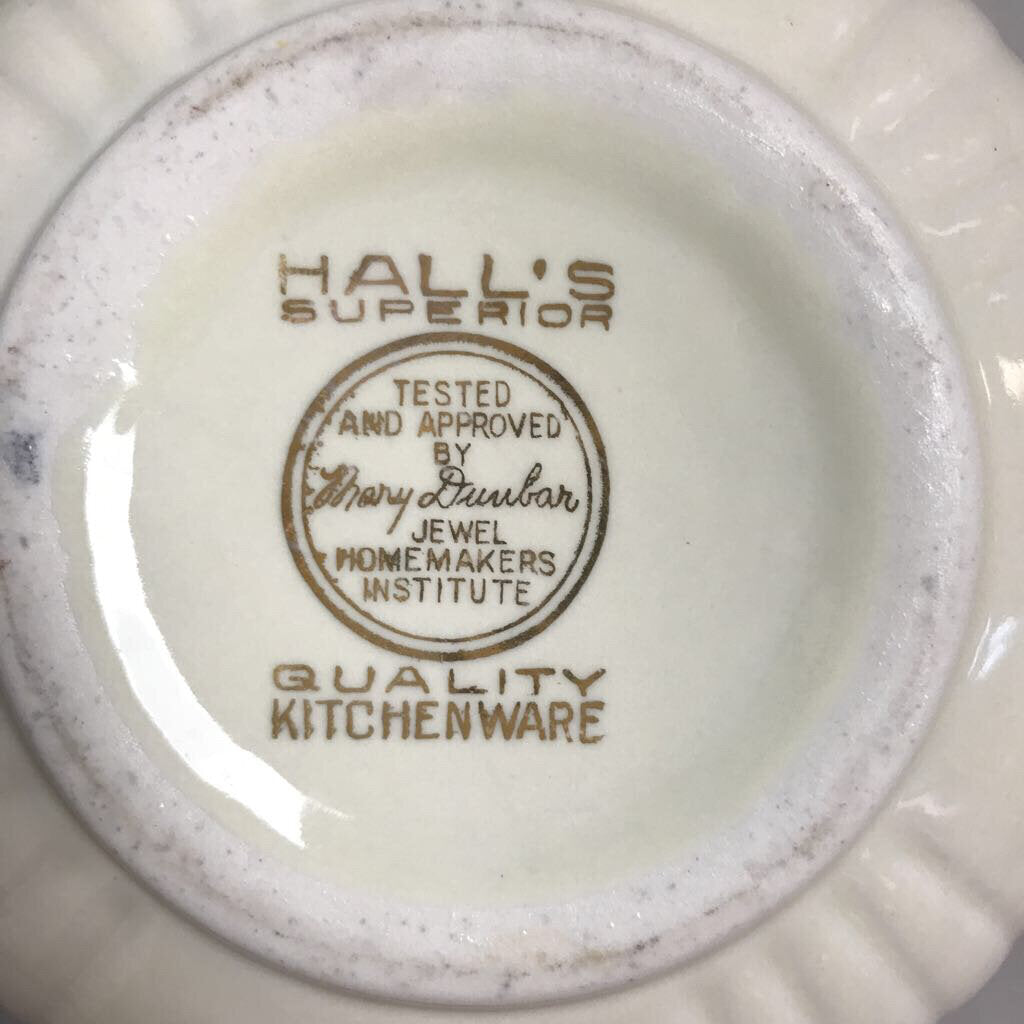 HALL'S
SUPERIOR
TESTED
AND APPROVED
BY
Mary Dunbar
JEWEL
HOMEMAKERS
INSTITUTE
QUALITY
KITCHENWARE